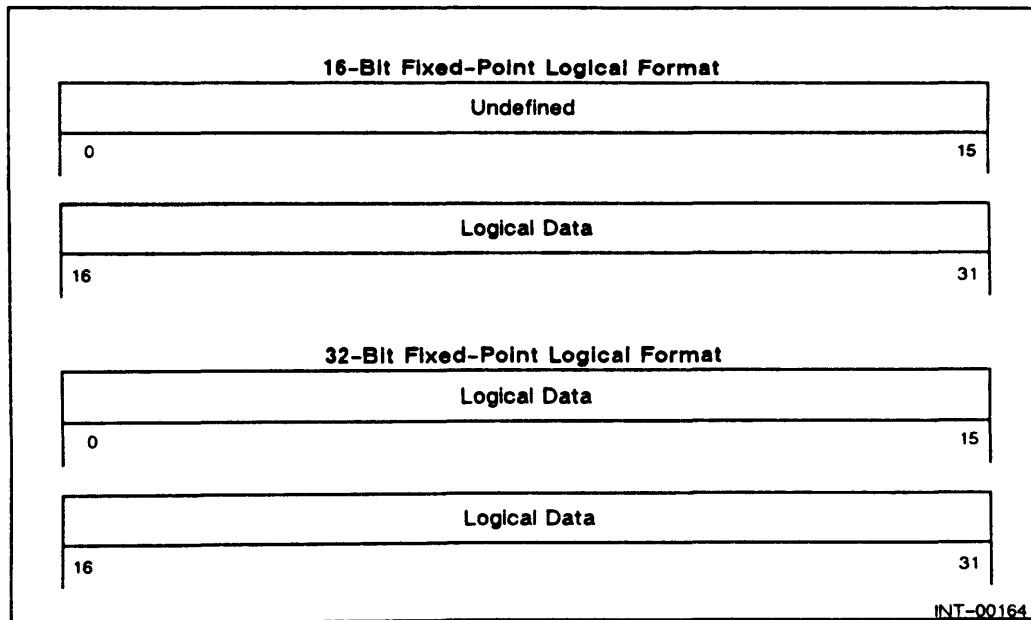 16-Bit Fixed-Point Logical Format
Undefined
0 15
Logical Data
16 31
32-Bit Fixed-Point Logical Format
Logical Data
0 15
Logical Data
16 31
INT-00164